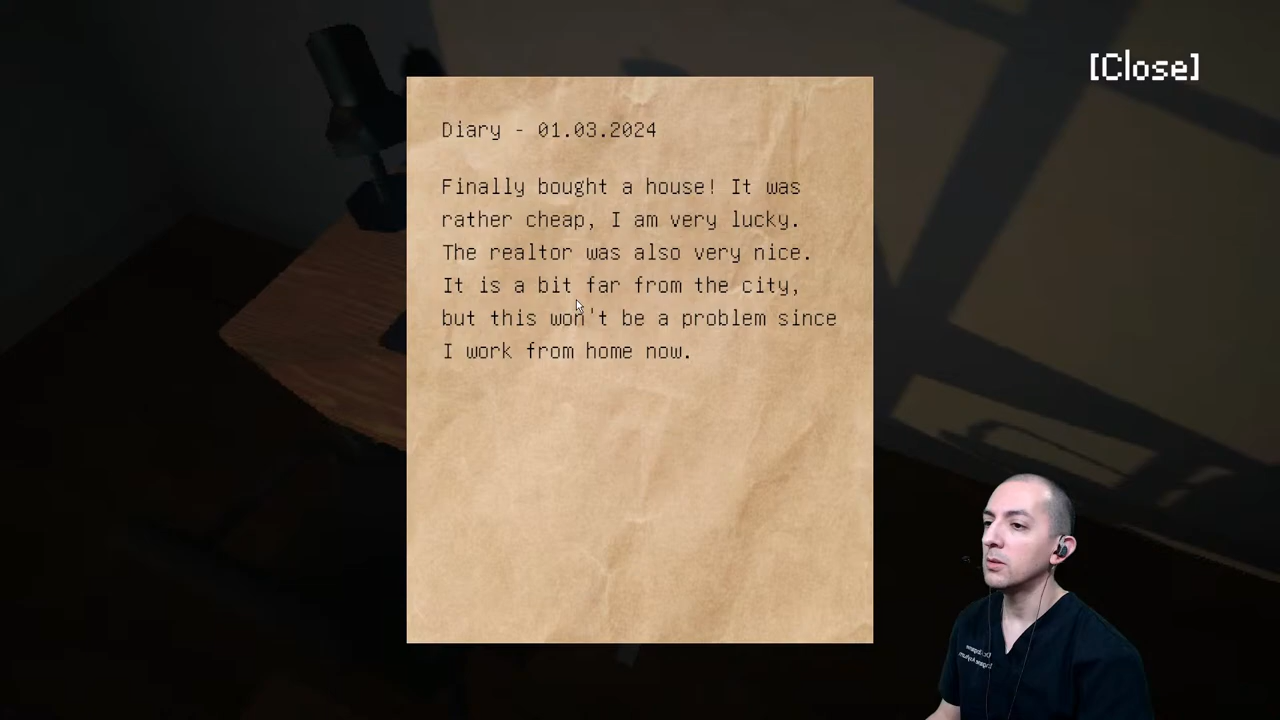 [Close]
Diary - 01.03.2024
Finally bought a house! It was
rather cheap, I am very lucky.
The realtor was also very nice.
It is a bit far from the city,
but this won't be a problem since
I work from home now.